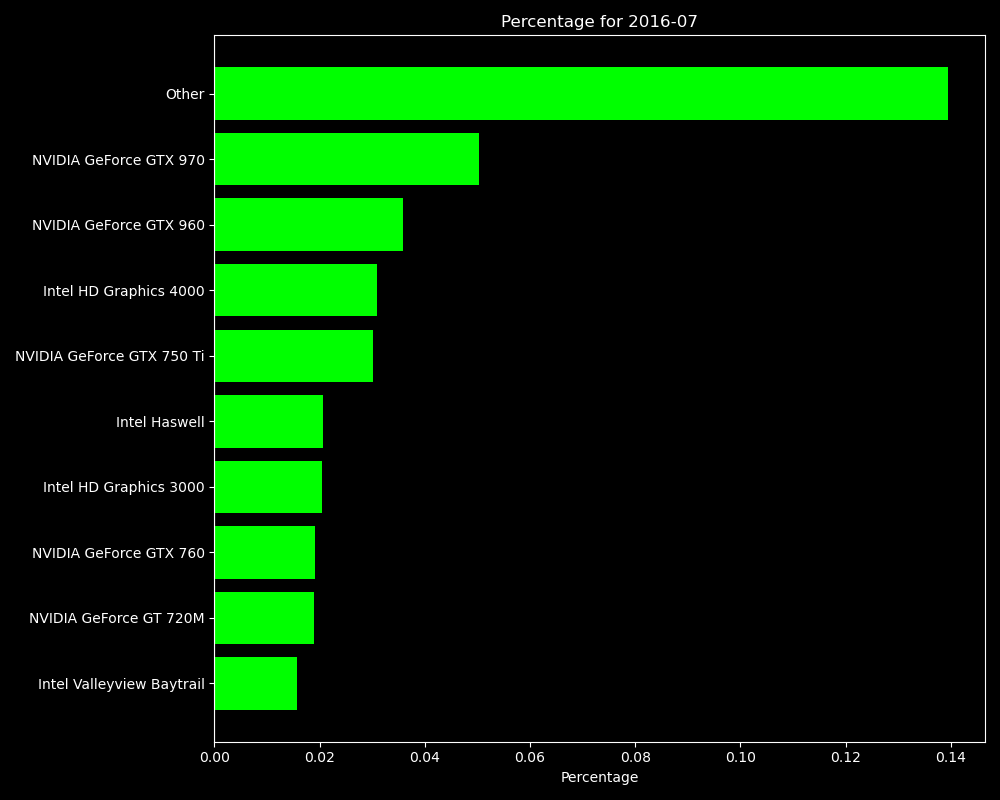 Percentage for 2016-07
Other
NVIDIA GeForce GTX 970
NVIDIA GeForce GTX 960
Intel HD Graphics 4000
NVIDIA GeForce GTX 750 Ti
Intel Haswell
Intel HD Graphics 3000
NVIDIA GeForce GTX 760
NVIDIA GeForce GT 720M
Intel Valleyview Baytrail
0.00 0.02 0.04 0.06 0.08 0.10 0.12 0.14
Percentage